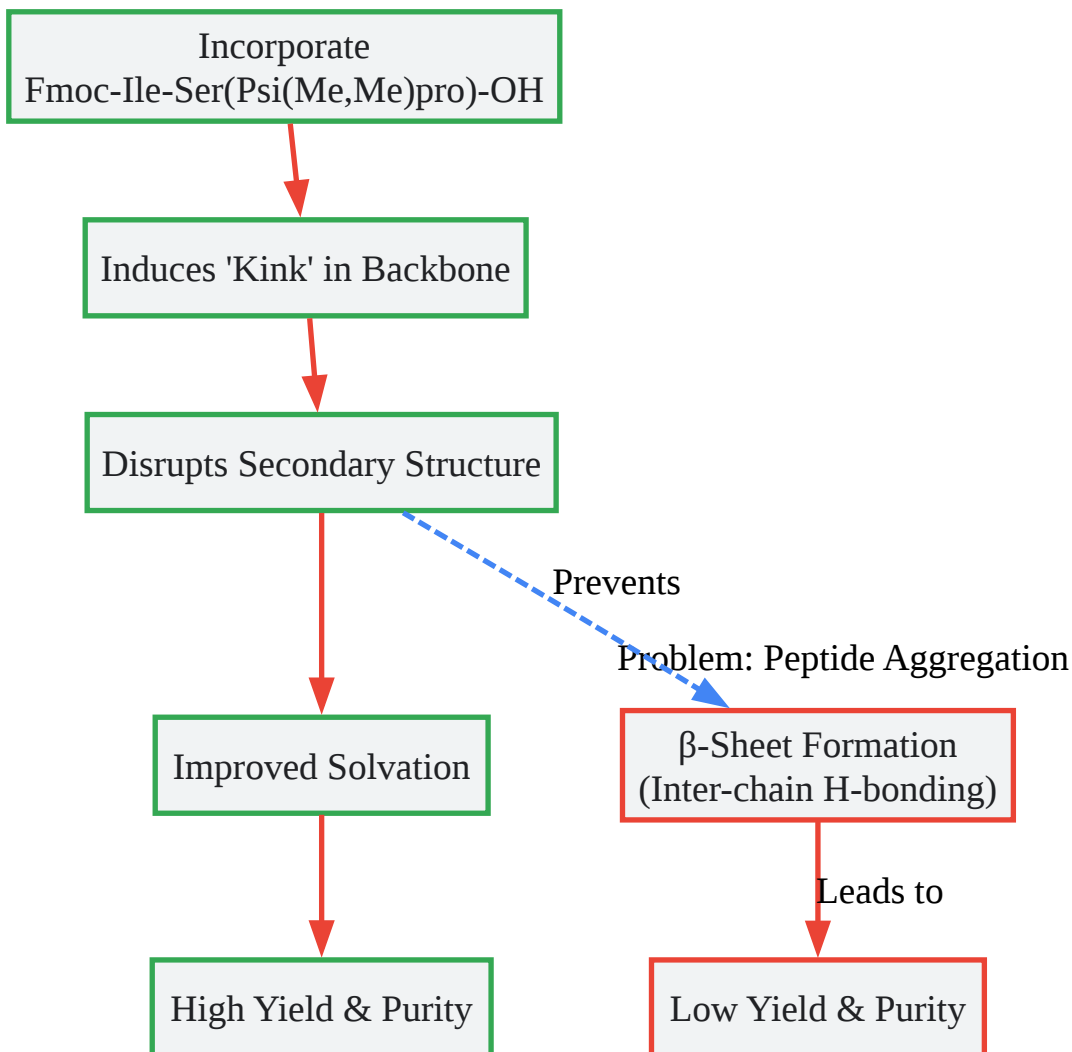 Incorporate
Fmoc-Ile-Ser(Psi(Me,Me)pro)-OH
Induces 'Kink' in Backbone
Disrupts Secondary Structure
Prevents
Problem: Peptide Aggregation
Improved Solvation
β-Sheet Formation
(Inter-chain H-bonding)
Leads to
High Yield & Purity
Low Yield & Purity